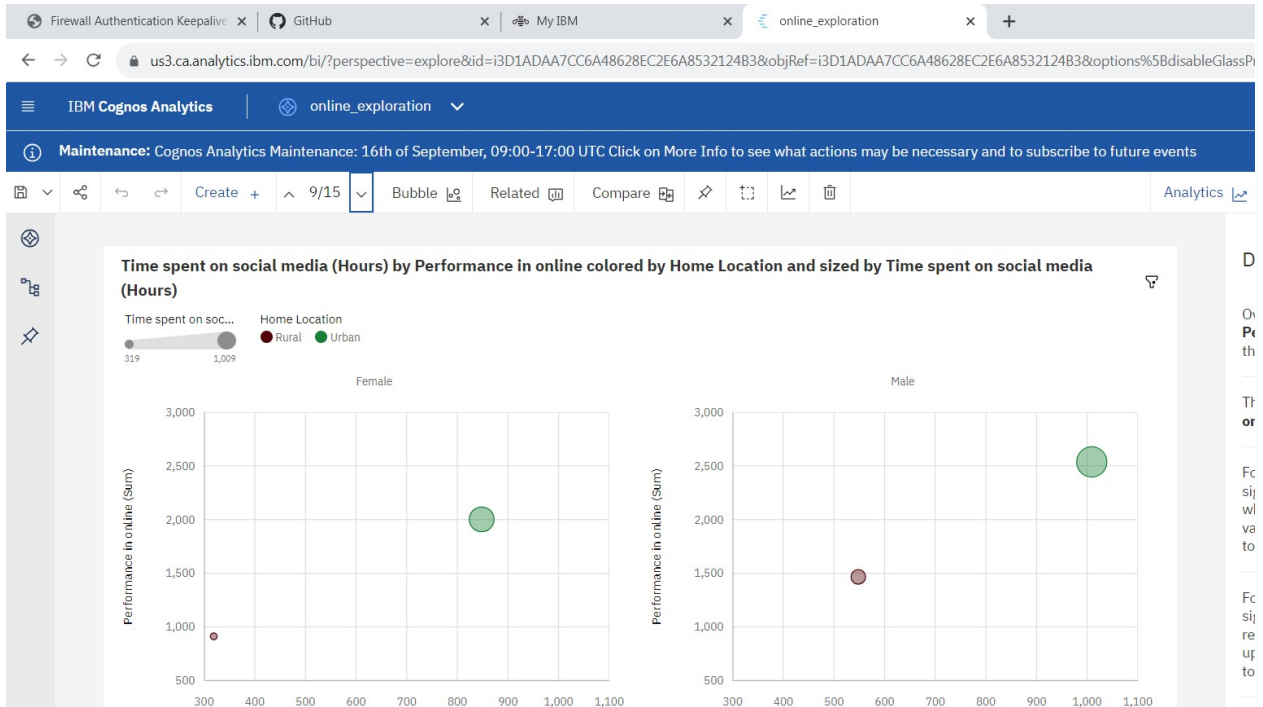 Firewall Authentication Keepalive
GitHub
My IBM
online_exploration
us3.ca.analytics.ibm.com/bi/?perspective=explore&id=i3D1ADAA7CC6A48628EC2E6A8532124B3&objRef=i3D1ADAA7CC6A48628EC2E6A8532124B3&options%5BdisableGlassPr
IBM Cognos Analytics
online_exploration
Maintenance: Cognos Analytics Maintenance: 16th of September, 09:00-17:00 UTC Click on More Info to see what actions may be necessary and to subscribe to future events
Create + 9/15 Bubble Related Compare Analytics
Time spent on social media (Hours) by Performance in online colored by Home Location and sized by Time spent on social media
(Hours)
Time spent on soc...
319 1,009
Home Location
Rural Urban
Female
Performance in online (Sum)
3,000
2,500
2,000
1,500
1,000
500
300 400 500 600 700 800 900 1,000 1,100
Male
Performance in online (Sum)
3,000
2,500
2,000
1,500
1,000
500
300 400 500 600 700 800 900 1,000 1,100
D
th
to
re
up
to